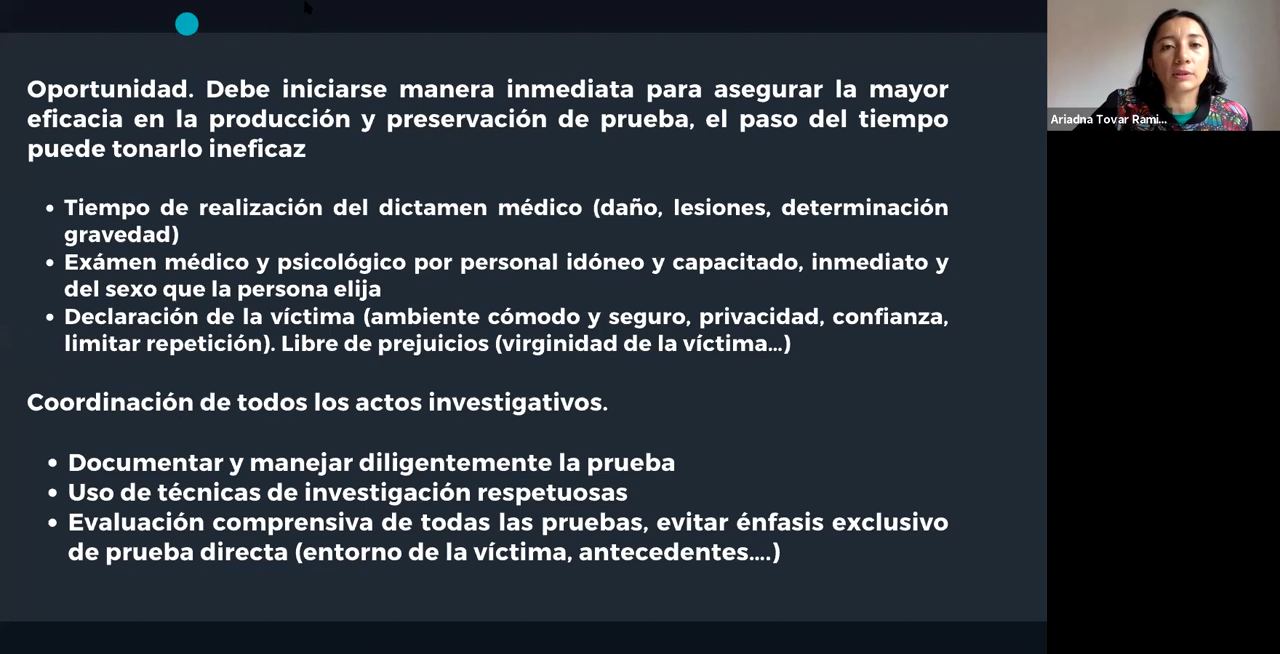 Oportunidad. Debe iniciarse manera inmediata para asegurar la mayor
eficacia en la producción y preservación de prueba, el paso del tiempo
puede tonarlo ineficaz
• Tiempo de realización del dictamen médico (daño, lesiones, determinación
gravedad)
• Exámen médico y psicológico por personal idóneo y capacitado, inmediato y
del sexo que la persona elija
• Declaración de la víctima (ambiente cómodo y seguro, privacidad, confianza,
limitar repetición). Libre de prejuicios (virginidad de la víctima...)
Coordinación de todos los actos investigativos.
• Documentar y manejar diligentemente la prueba
• Uso de técnicas de investigación respetuosas
• Evaluación comprensiva de todas las pruebas, evitar énfasis exclusivo
de prueba directa (entorno de la víctima, antecedentes....)
Ariadna Tovar Rami...